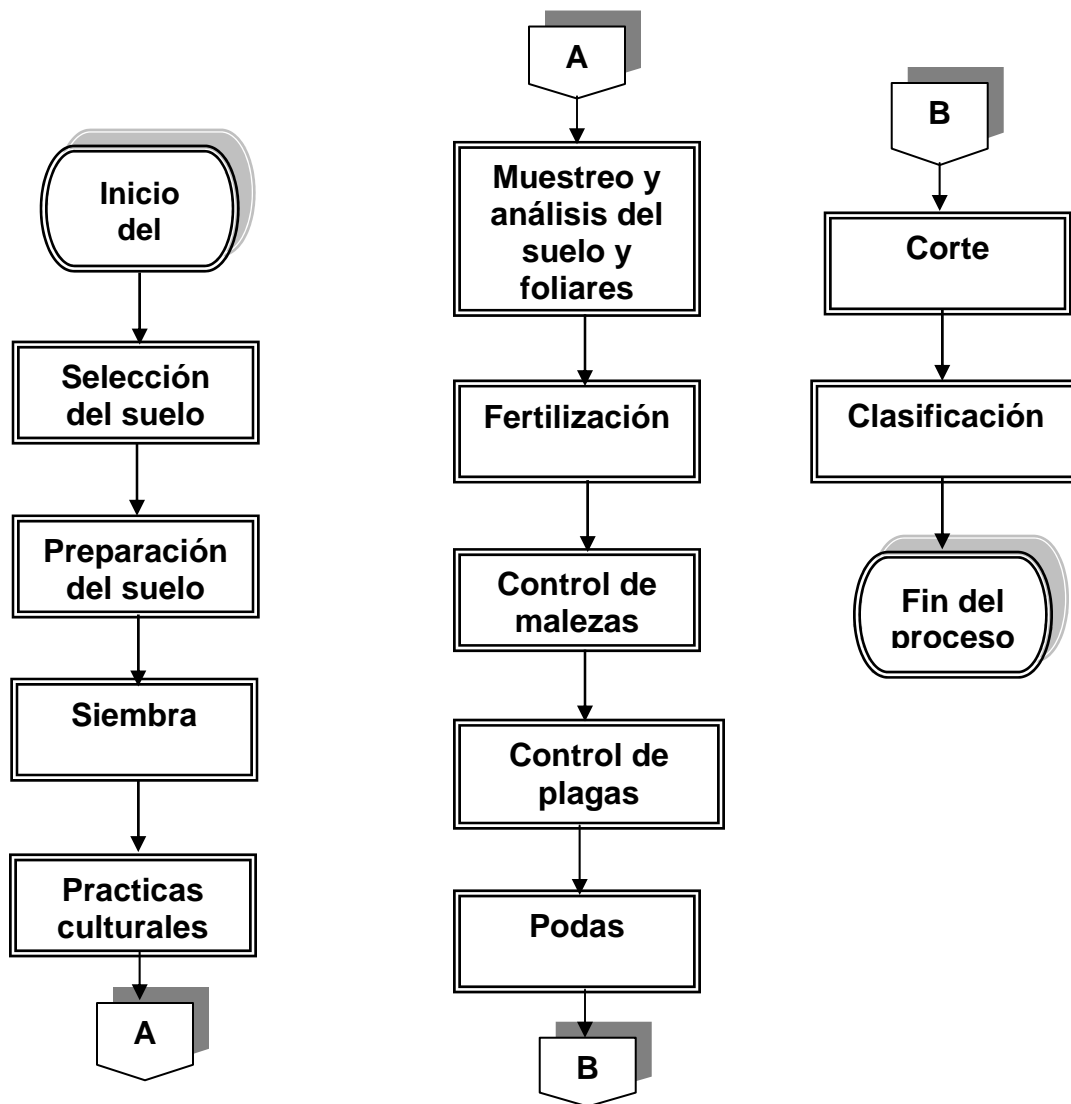 Inicio
del
Selección
del suelo
Preparación
del suelo
Siembra
Practicas
culturales
A
A
Muestreo y
análisis del
suelo y
foliares
Fertilización
Control de
malezas
Control de
plagas
Podas
B
B
Corte
Clasificación
Fin del
proceso